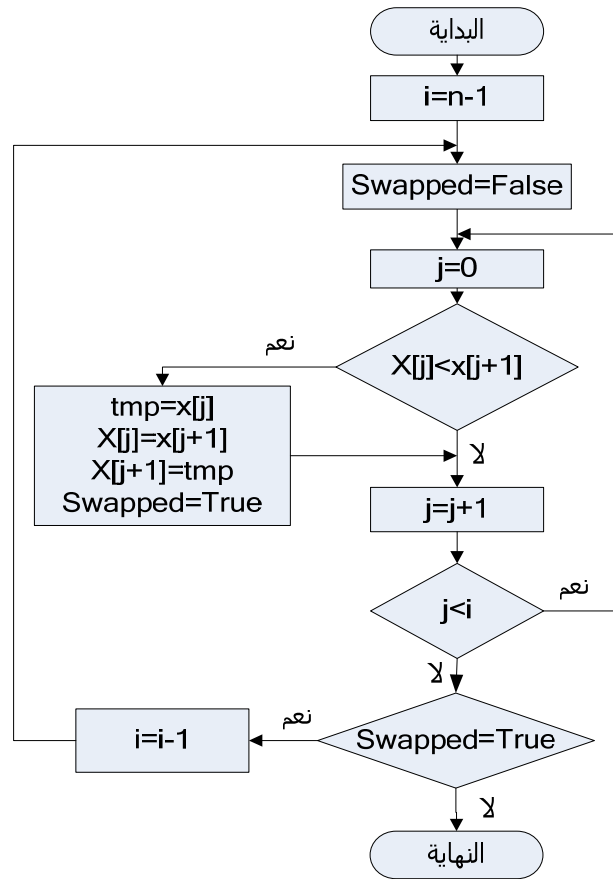 البداية
i=n-1
Swapped=False
j=0
X[j]<x[j+1]
نعم
tmp=x[j]
X[j]=x[j+1]
X[j+1]=tmp
Swapped=True
لا
j=j+1
j<i
نعم
لا
Swapped=True
نعم
i=i-1
لا
النهاية